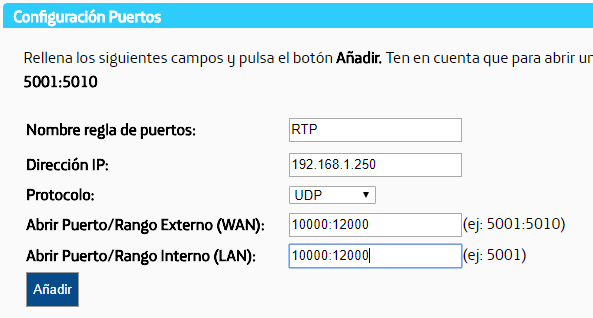 Configuración Puertos
Rellena los siguientes campos y pulsa el botón Añadir. Ten en cuenta que para abrir un
5001:5010
Nombre regla de puertos: RTP
Dirección IP: 192.168.1.250
Protocolo: UDP
Abrir Puerto/Rango Externo (WAN): 10000:12000 (ej: 5001:5010)
Abrir Puerto/Rango Interno (LAN): 10000:12000 (ej: 5001)
Añadir